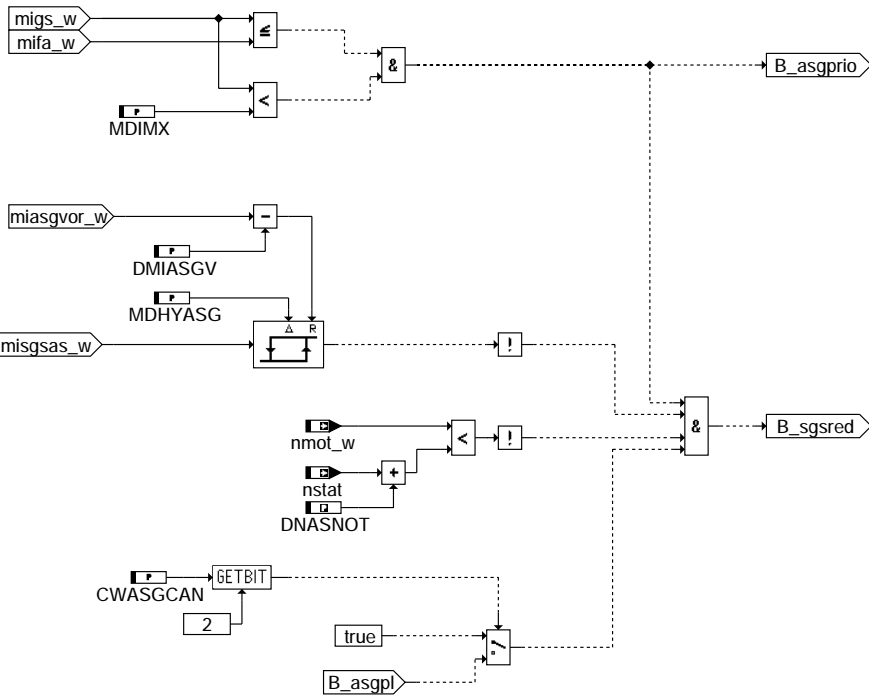 migs_w
mifa_w
≤
&
B_asgprio
<
P
MDIMX
miasgvor_w
−
P
DMIASGV
P
MDHYASG
Δ R
misgsas_w
!
&
B_sgsred
nmot_w
<
!
nstat
+
DNASNOT
P
CWASGCAN
GETBIT
2
true
B_asgpl